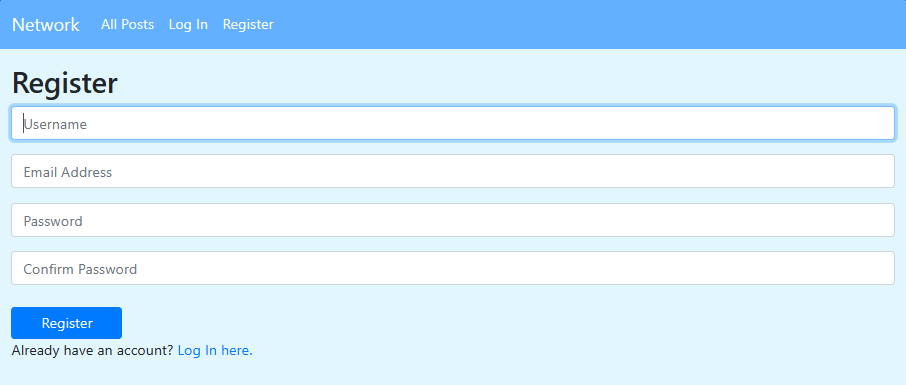 Network All Posts Log In Register
Register
Username
Email Address
Password
Confirm Password
Register
Already have an account? Log In here.